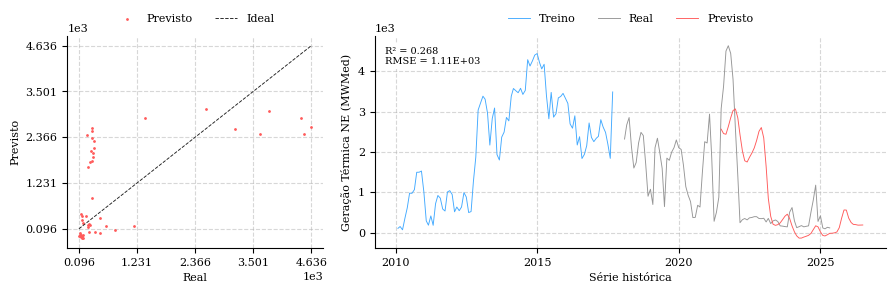 Previsto
Ideal
1e3
4.636
3.501
2.366
1.231
0.096
Previsto
0.096
1.231
2.366
3.501
4.636
1e3
Real
Treino
Real
Previsto
1e3
R² = 0.268
RMSE = 1.11E+03
4
3
2
1
0
Geração Térmica NE (MWMed)
2010
2015
2020
2025
Série histórica